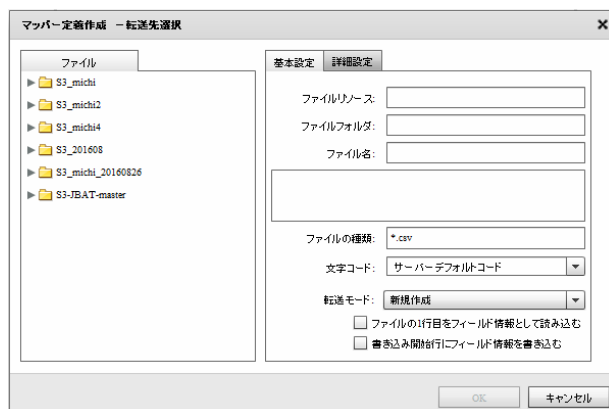 マッパー定義作成 －転送先選択
ファイル
S3_michi
S3_michi2
S3_michi4
S3_201608
S3_michi_20160826
S3-JBAT-master
基本設定 詳細設定
ファイルリソース:
ファイルフォルダ:
ファイル名:
ファイルの種類: *.csv
文字コード: サーバーデフォルトコード
転送モード: 新規作成
ファイルの1行目をフィールド情報として読み込む
書き込み開始行にフィールド情報を書き込む
OK キャンセル